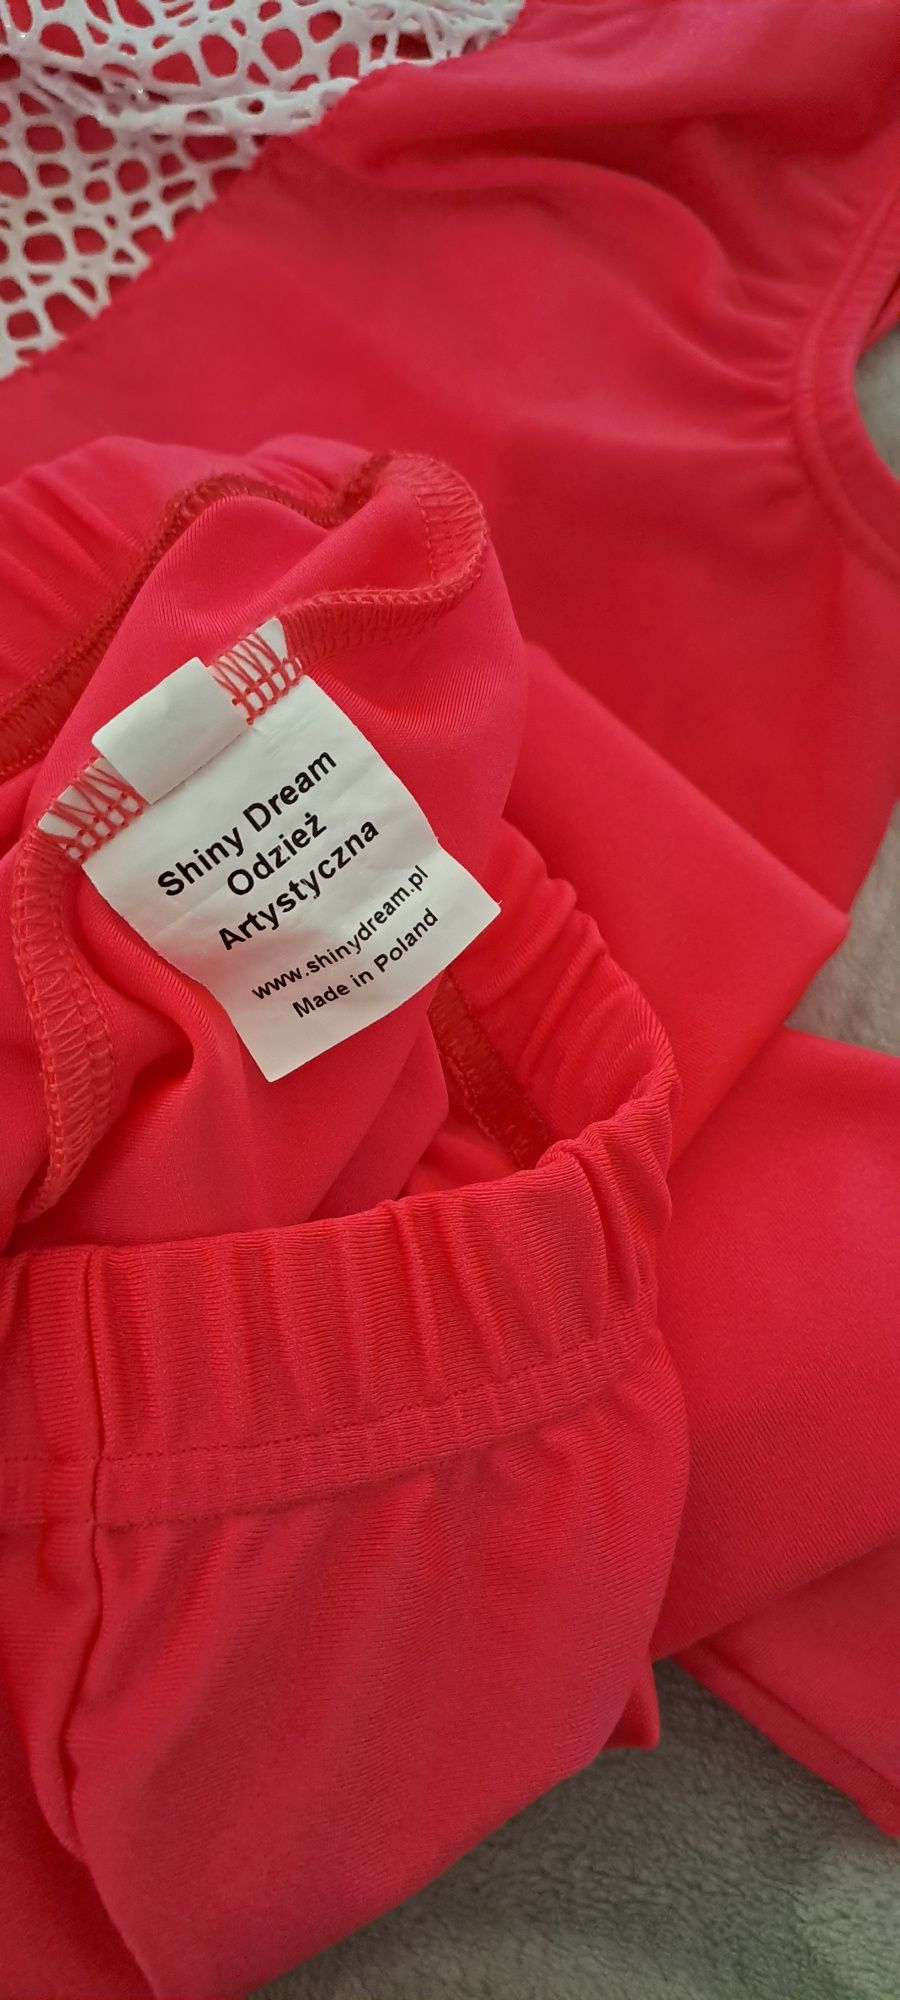 Shiny Dream
Odzież
Artystyczna
www.shinydream.pl
Made in Poland